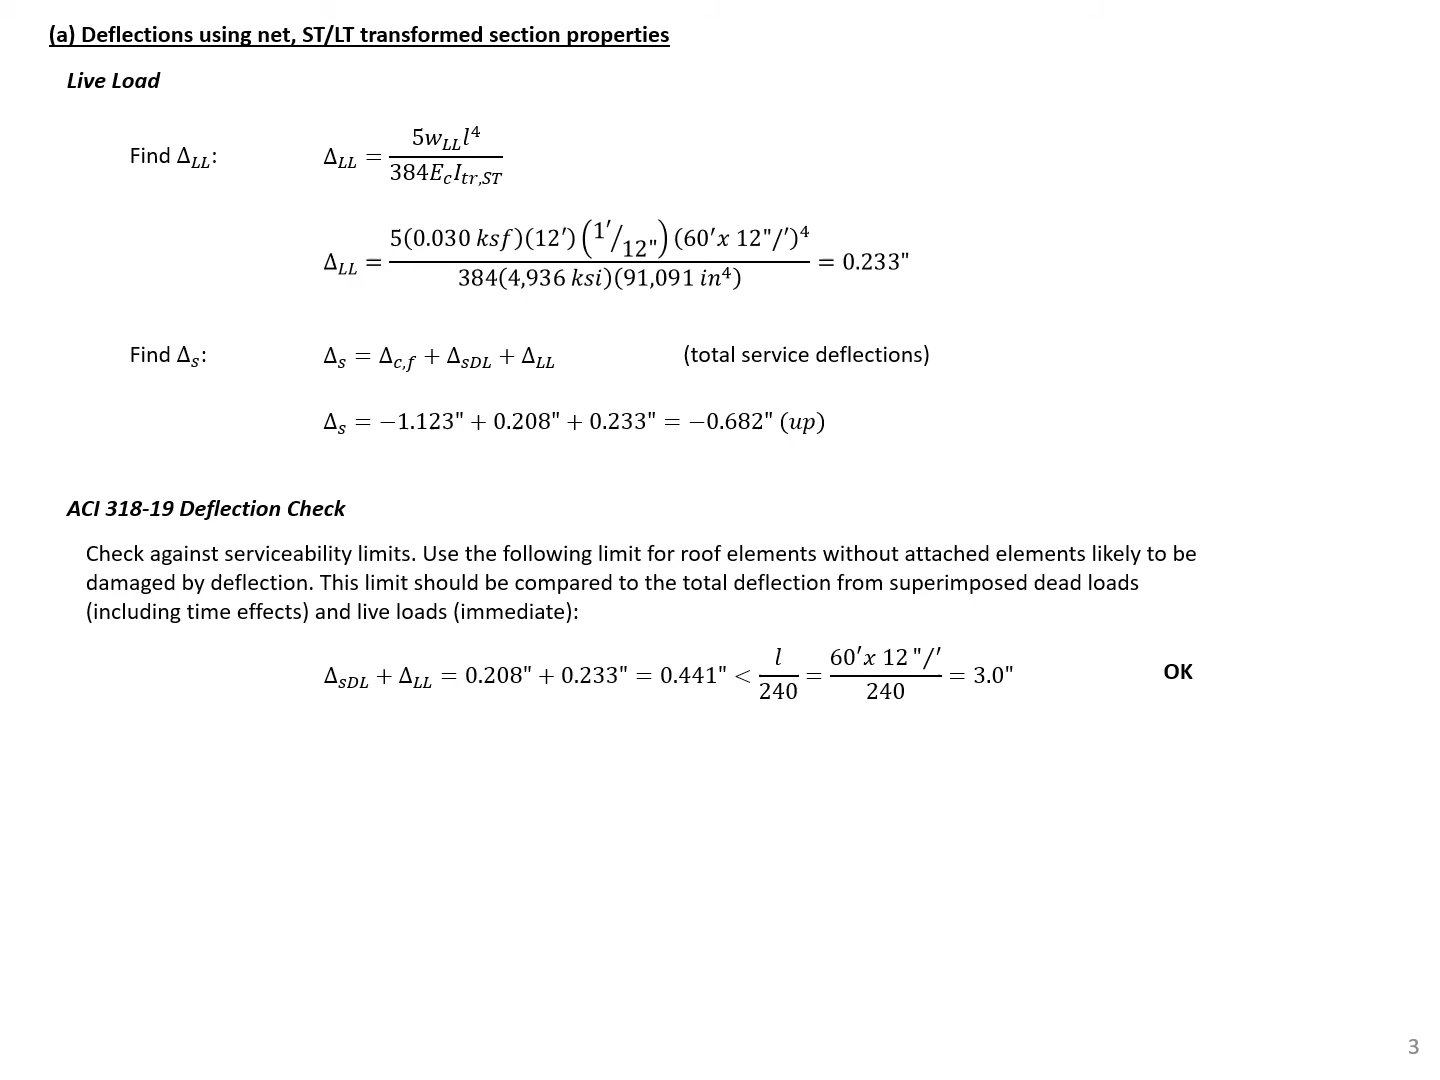 (a) Deflections using net, ST/LT transformed section properties
Live Load
Find Δ_LL: Δ_LL = 5w_LL l⁴ / 384E_c I_tr,ST
Δ_LL = 5(0.030 ksf)(12′)(1′/12")(60′x 12"/′)⁴ / 384(4,936 ksi)(91,091 in⁴) = 0.233"
Find Δ_s: Δ_s = Δ_c,f + Δ_sDL + Δ_LL (total service deflections)
Δ_s = −1.123" + 0.208" + 0.233" = −0.682" (up)
ACI 318-19 Deflection Check
Check against serviceability limits. Use the following limit for roof elements without attached elements likely to be
damaged by deflection. This limit should be compared to the total deflection from superimposed dead loads
(including time effects) and live loads (immediate):
Δ_sDL + Δ_LL = 0.208" + 0.233" = 0.441" < l / 240 = 60′x 12 "/′ / 240 = 3.0" OK
3